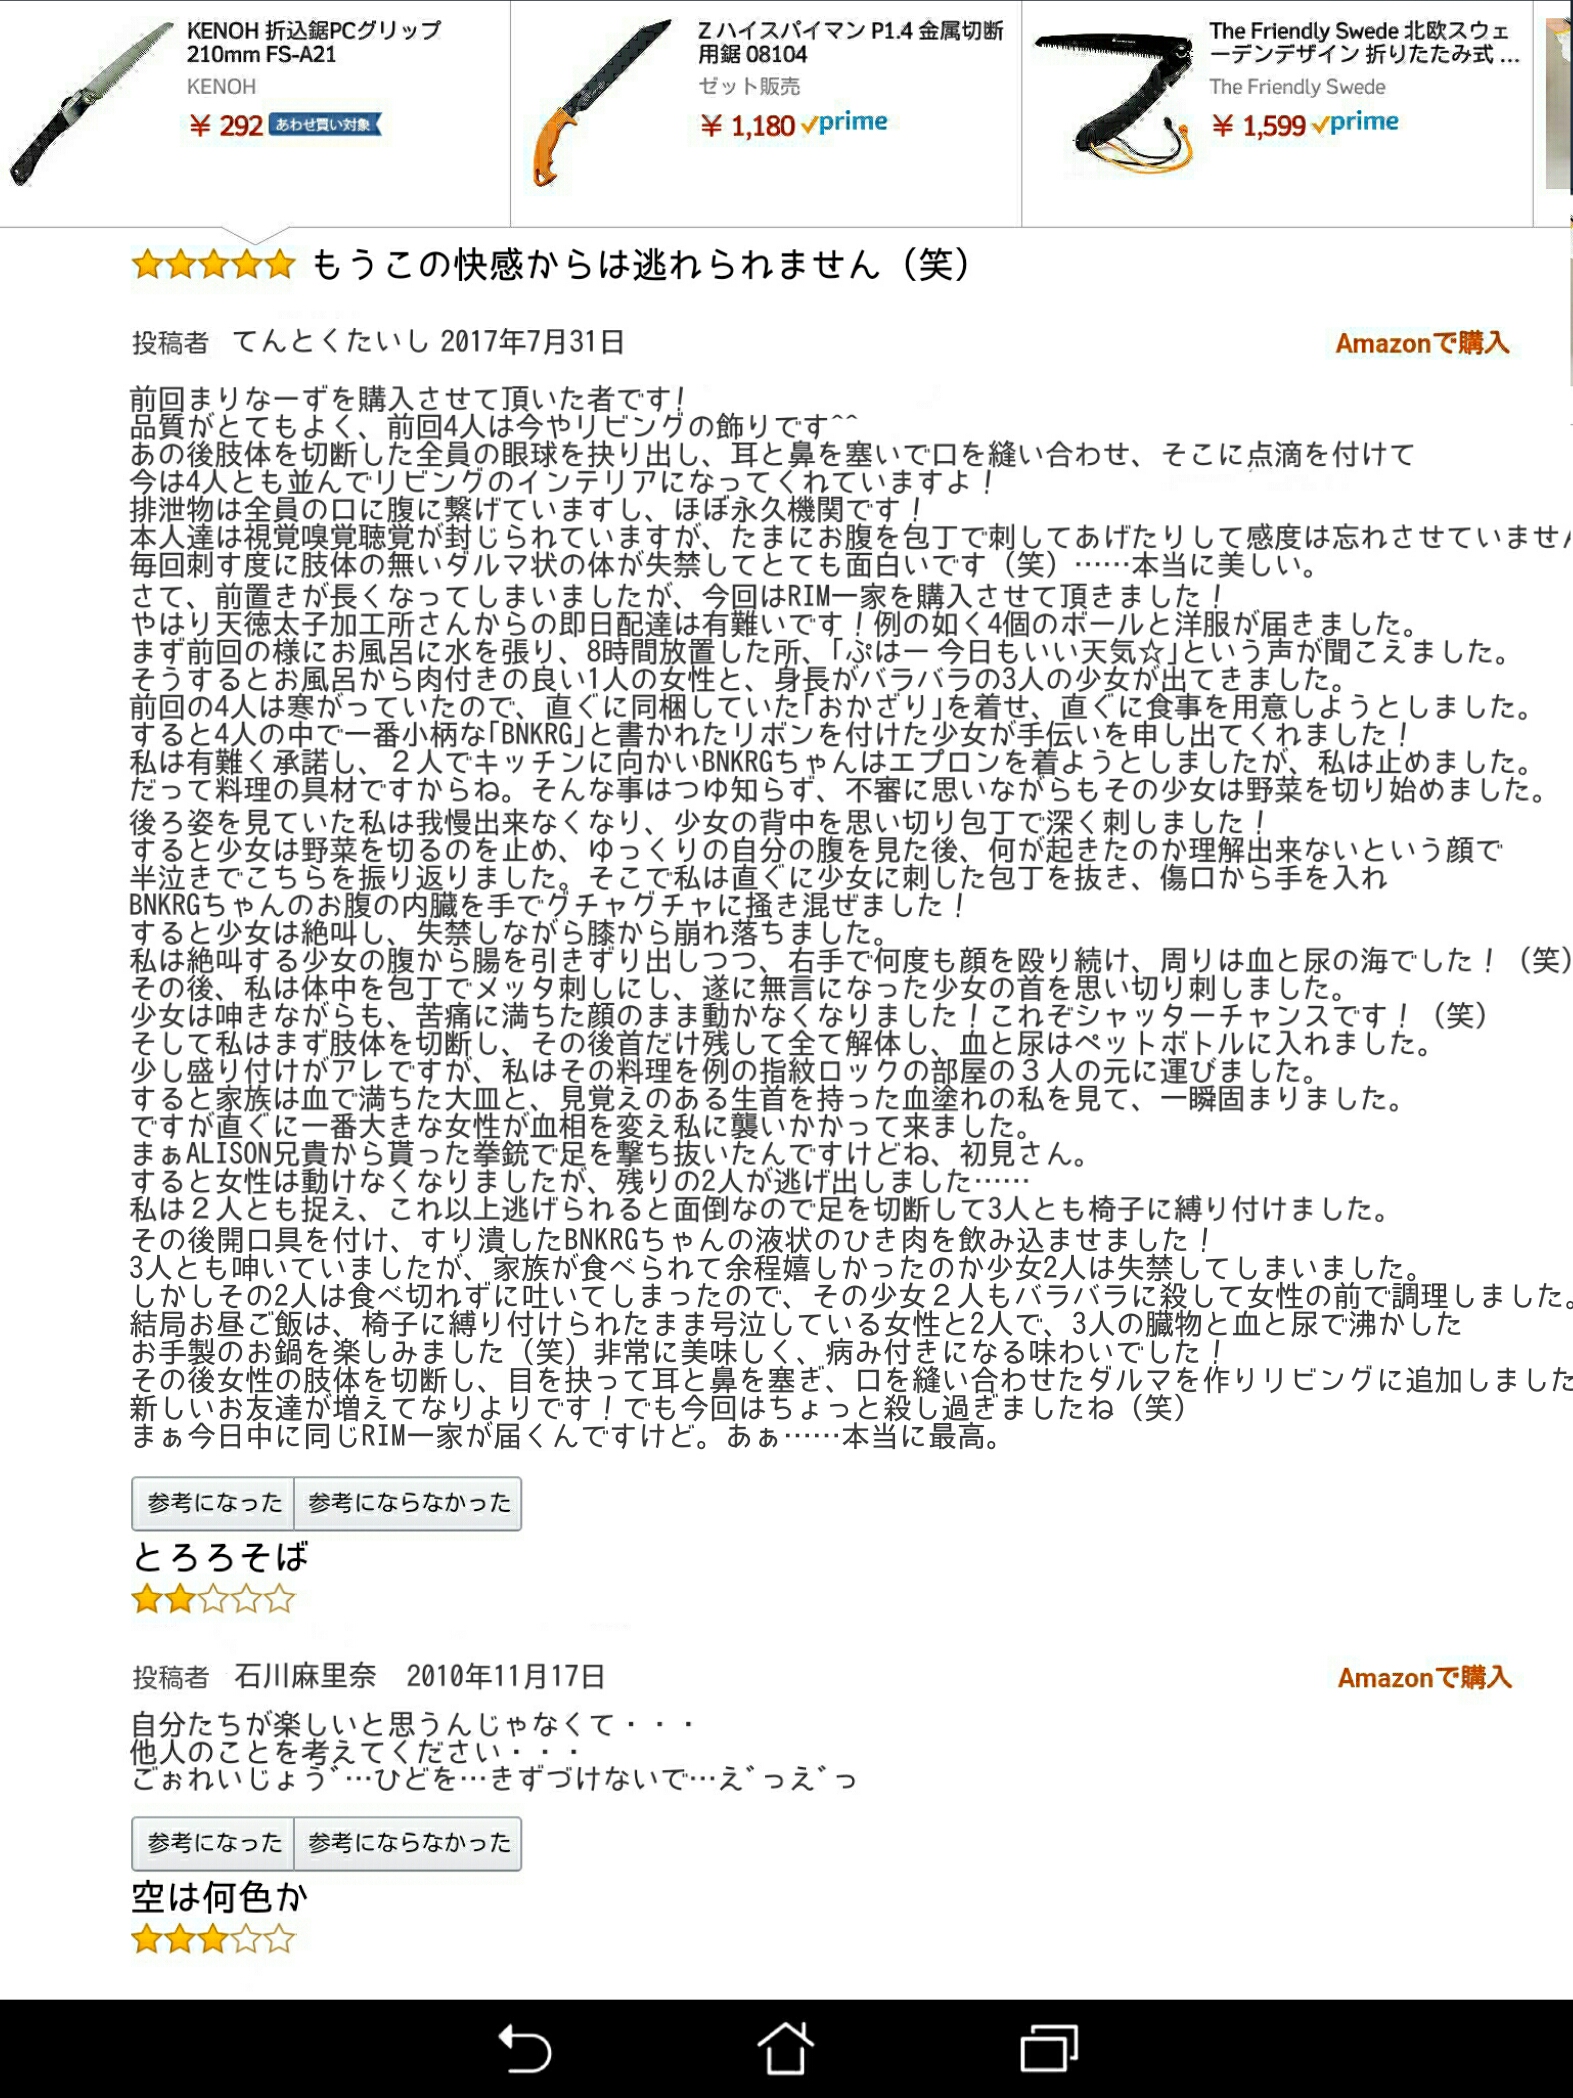 KENOH 折込鋸PCグリップ
210mm FS-A21
KENOH
￥ 292 あわせ買い対象
Z ハイスパイマン P1.4 金属切断
用鋸 08104
ゼット販売
￥ 1,180 prime
The Friendly Swede 北欧スウェ
ーデンデザイン 折りたたみ式 ...
The Friendly Swede
￥ 1,599 prime
もうこの快感からは逃れられません（笑）
投稿者 てんとくたいし 2017年7月31日
Amazonで購入
前回まりなーずを購入させて頂いた者です！
品質がとてもよく、前回4人は今やリビングの飾りです^^
あの後肢体を切断した全員の眼球を抉り出し、耳と鼻を塞いで口を縫い合わせ、そこに点滴を付けて
今は4人とも並んでリビングのインテリアになってくれていますよ！
排泄物は全員の口に腹に繋げていますし、ほぼ永久機関です！
本人達は視覚嗅覚聴覚が封じられていますが、たまにお腹を包丁で刺してあげたりして感度は忘れさせていません
毎回刺す度に肢体の無いダルマ状の体が失禁してとても面白いです（笑）……本当に美しい。
さて、前置きが長くなってしまいましたが、今回はRIM一家を購入させて頂きました！
やはり天徳太子加工所さんからの即日配達は有難いです！例の如く4個のボールと洋服が届きました。
まず前回の様にお風呂に水を張り、8時間放置した所、｢ぷはー 今日もいい天気☆｣という声が聞こえました。
そうするとお風呂から肉付きの良い1人の女性と、身長がバラバラの3人の少女が出てきました。
前回の4人は寒がっていたので、直ぐに同梱していた｢おかざり｣を着せ、直ぐに食事を用意しようとしました。
すると4人の中で一番小柄な｢BNKRG｣と書かれたリボンを付けた少女が手伝いを申し出てくれました！
私は有難く承諾し、２人でキッチンに向かいBNKRGちゃんはエプロンを着ようとしましたが、私は止めました。
だって料理の具材ですからね。そんな事はつゆ知らず、不審に思いながらもその少女は野菜を切り始めました。
後ろ姿を見ていた私は我慢出来なくなり、少女の背中を思い切り包丁で深く刺しました！
すると少女は野菜を切るのを止め、ゆっくりの自分の腹を見た後、何が起きたのか理解出来ないという顔で
半泣きでこちらを振り返りました。そこで私は直ぐに少女に刺した包丁を抜き、傷口から手を入れ
BNKRGちゃんのお腹の内臓を手でグチャグチャに掻き混ぜました！
すると少女は絶叫し、失禁しながら膝から崩れ落ちました。
私は絶叫する少女の腹から腸を引きずり出しつつ、右手で何度も顔を殴り続け、周りは血と尿の海でした！（笑）
その後、私は体中を包丁でメッタ刺しにし、遂に無言になった少女の首を思い切り刺しました。
少女は呻きながらも、苦痛に満ちた顔のまま動かなくなりました！これぞシャッターチャンスです！（笑）
そして私はまず肢体を切断し、その後首だけ残して全て解体し、血と尿はペットボトルに入れました。
少し盛り付けがアレですが、私はその料理を例の指紋ロックの部屋の３人の元に運びました。
すると家族は血で満ちた大皿と、見覚えのある生首を持った血塗れの私を見て、一瞬固まりました。
ですが直ぐに一番大きな女性が血相を変え私に襲いかかって来ました。
まぁALISON兄貴から貰った拳銃で足を撃ち抜いたんですけどね、初見さん。
すると女性は動けなくなりましたが、残りの2人が逃げ出しました……
私は２人とも捉え、これ以上逃げられると面倒なので足を切断して3人とも椅子に縛り付けました。
その後開口具を付け、すり潰したBNKRGちゃんの液状のひき肉を飲み込ませました！
3人とも呻いていましたが、家族が食べられて余程嬉しかったのか少女2人は失禁してしまいました。
しかしその2人は食べ切れずに吐いてしまったので、その少女２人もバラバラに殺して女性の前で調理しました。
結局お昼ご飯は、椅子に縛り付けられたまま号泣している女性と2人で、3人の臓物と血と尿で沸かした
お手製のお鍋を楽しみました（笑）非常に美味しく、病み付きになる味わいでした！
その後女性の肢体を切断し、目を抉って耳と鼻を塞ぎ、口を縫い合わせたダルマを作りリビングに追加しました
新しいお友達が増えてなりよりです！でも今回はちょっと殺し過ぎましたね（笑）
まぁ今日中に同じRIM一家が届くんですけど。あぁ……本当に最高。
参考になった 参考にならなかった
とろろそば
投稿者 石川麻里奈 2010年11月17日
Amazonで購入
自分たちが楽しいと思うんじゃなくて・・・
他人のことを考えてください・・・
ごぉれいじょうﾞ…ひどを…きずづけないで…えﾞっえﾞっ
参考になった 参考にならなかった
空は何色か